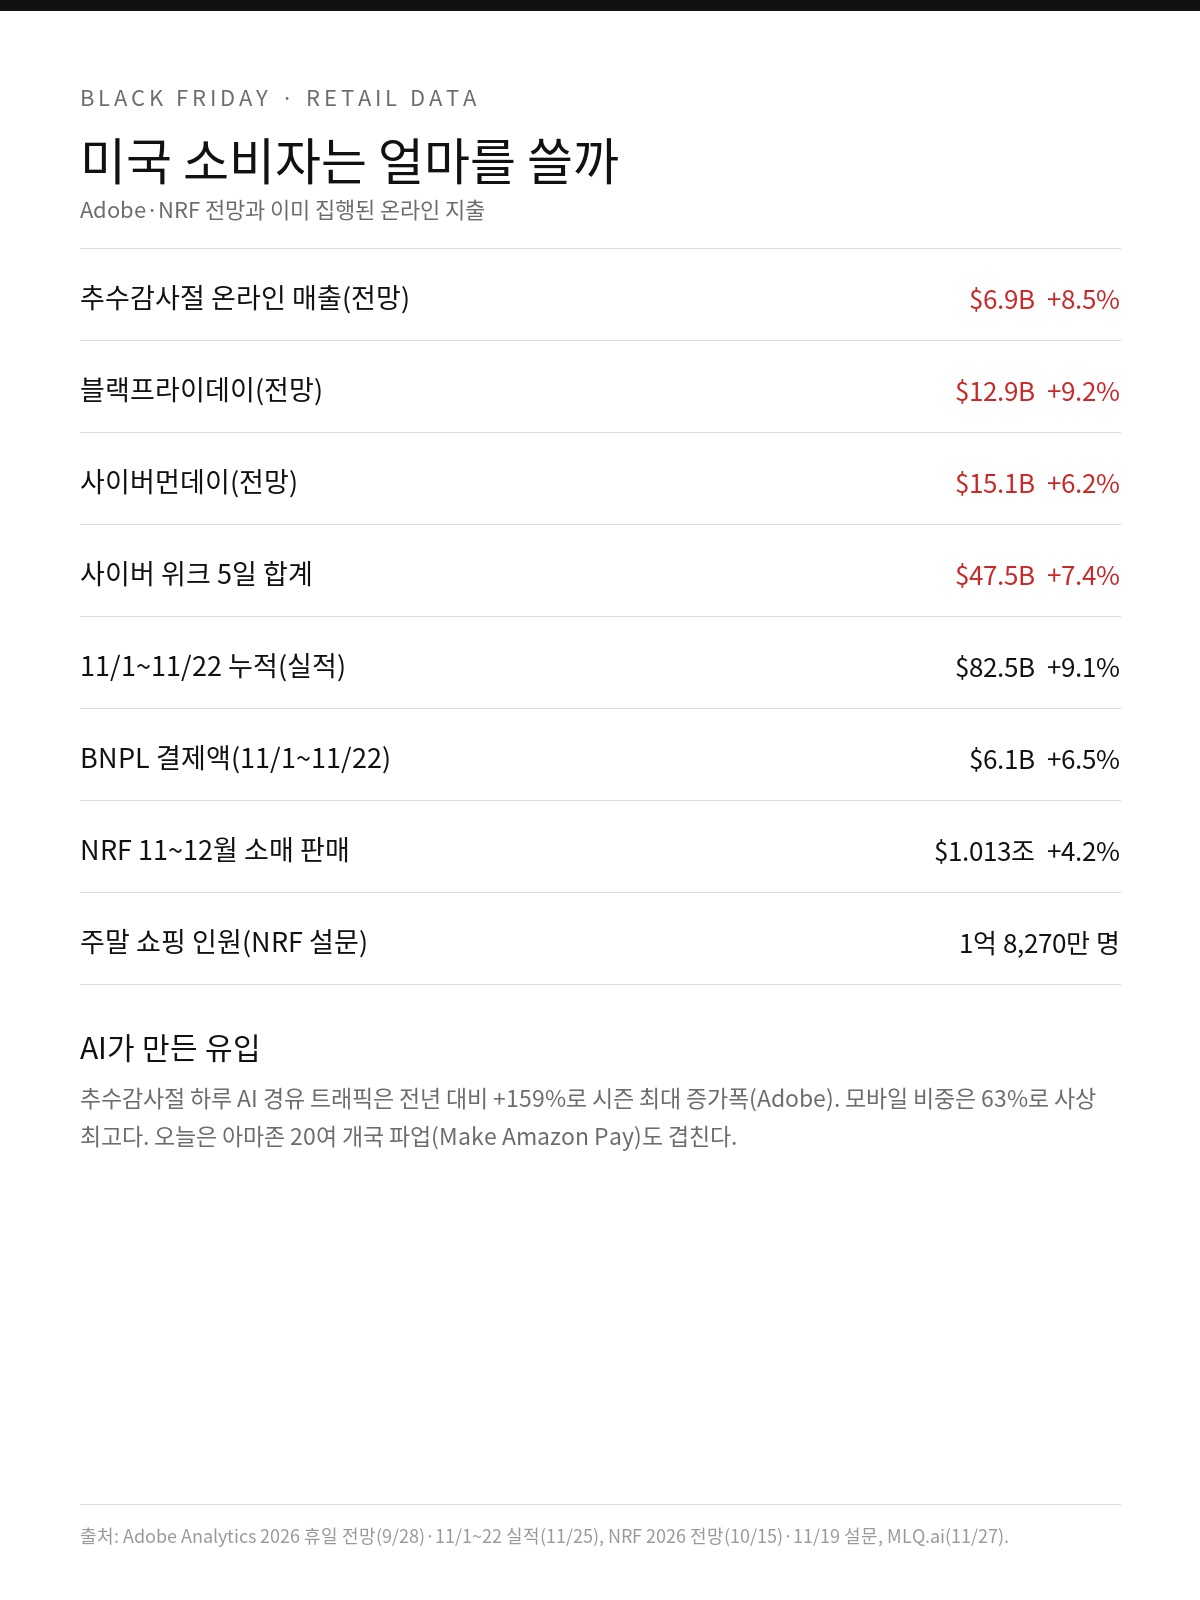 BLACK FRIDAY · RETAIL DATA
미국 소비자는 얼마를 쓸까
Adobe·NRF 전망과 이미 집행된 온라인 지출
추수감사절 온라인 매출(전망) $6.9B +8.5%
블랙프라이데이(전망) $12.9B +9.2%
사이버먼데이(전망) $15.1B +6.2%
사이버 위크 5일 합계 $47.5B +7.4%
11/1~11/22 누적(실적) $82.5B +9.1%
BNPL 결제액(11/1~11/22) $6.1B +6.5%
NRF 11~12월 소매 판매 $1.013조 +4.2%
주말 쇼핑 인원(NRF 설문) 1억 8,270만 명
AI가 만든 유입
추수감사절 하루 AI 경유 트래픽은 전년 대비 +159%로 시즌 최대 증가폭(Adobe). 모바일 비중은 63%로 사상
최고다. 오늘은 아마존 20여 개국 파업(Make Amazon Pay)도 겹친다.
출처: Adobe Analytics 2026 휴일 전망(9/28)·11/1~22 실적(11/25), NRF 2026 전망(10/15)·11/19 설문, MLQ.ai(11/27).